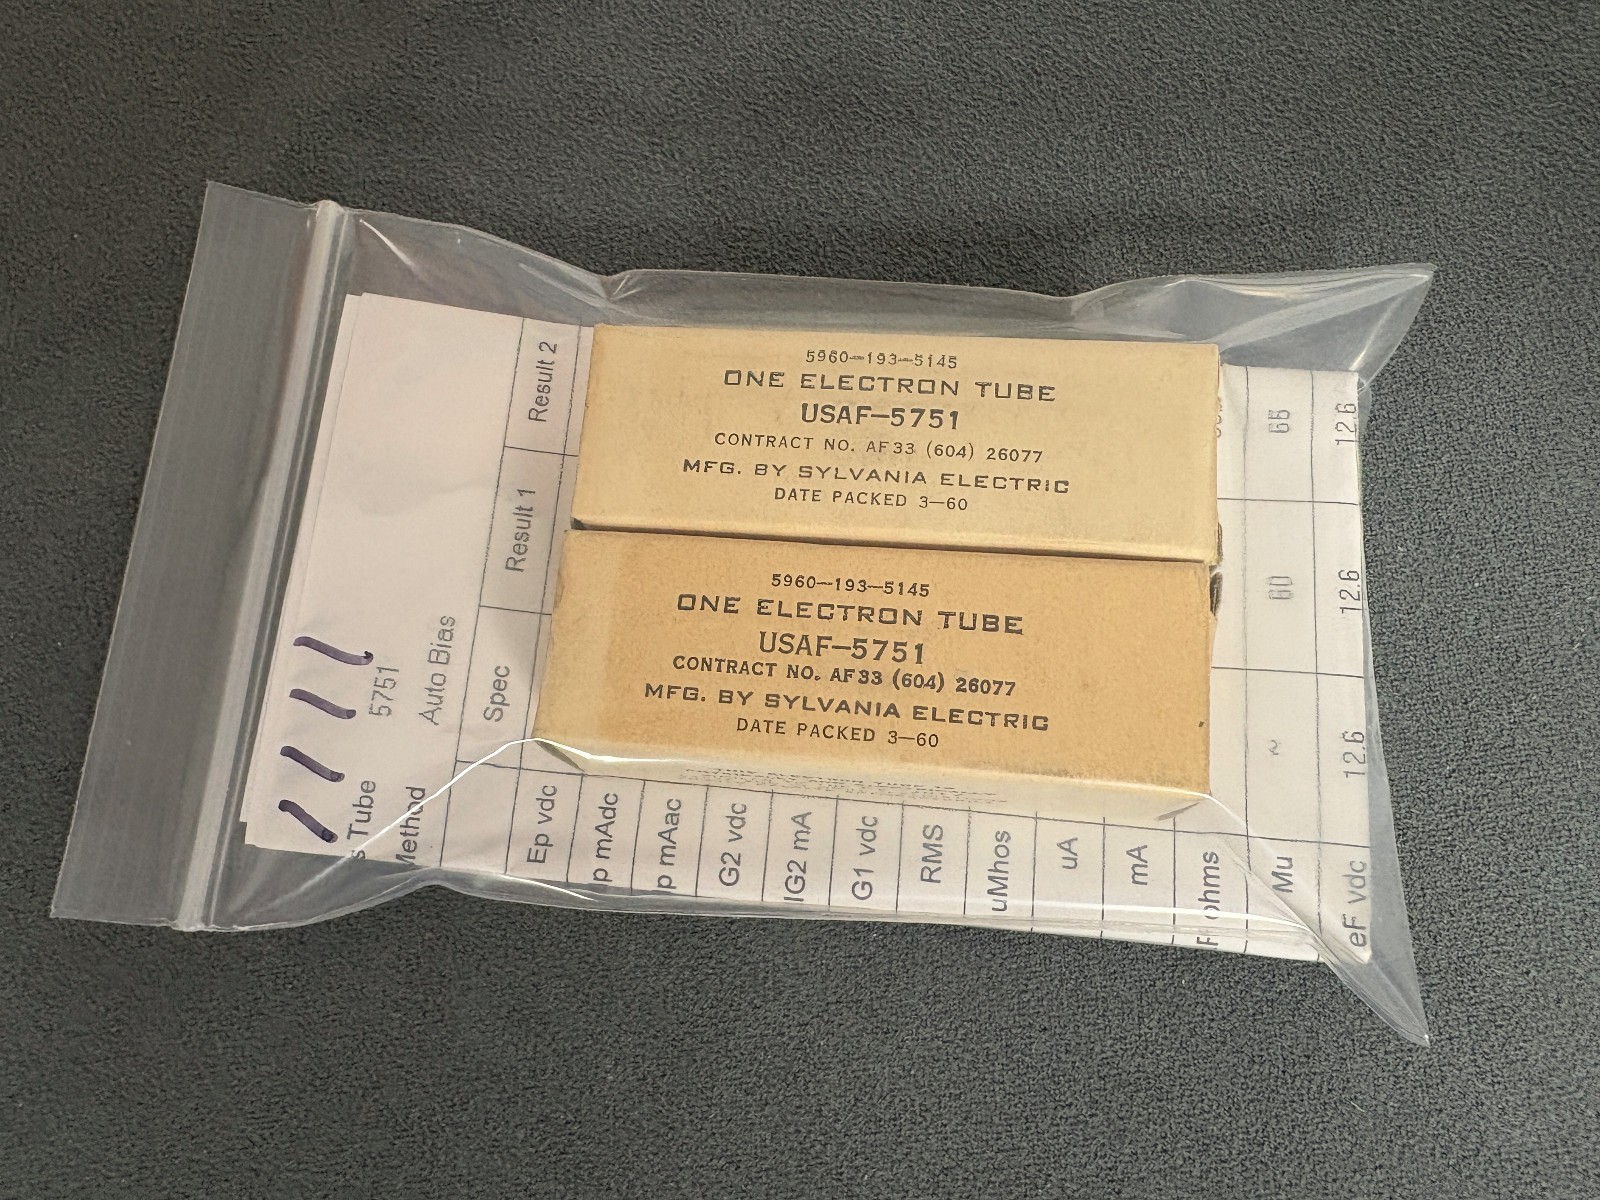 5960-193-5145
ONE ELECTRON TUBE
USAF-5751
CONTRACT NO. AF 33 (604) 26077
MFG. BY SYLVANIA ELECTRIC
DATE PACKED 3-60
5960-193-5145
ONE ELECTRON TUBE
USAF-5751
CONTRACT NO. AF 33 (604) 26077
MFG. BY SYLVANIA ELECTRIC
DATE PACKED 3-60
s Tube 5751
Method Auto Bias
Spec Result 1 Result 2
Ep vdc
p mAdc
p mAac
G2 vdc
IG2 mA
G1 vdc
RMS
uMhos
uA
mA
ohms
Mu ~ 60 65
eF vdc 12.6 12.6 12.6